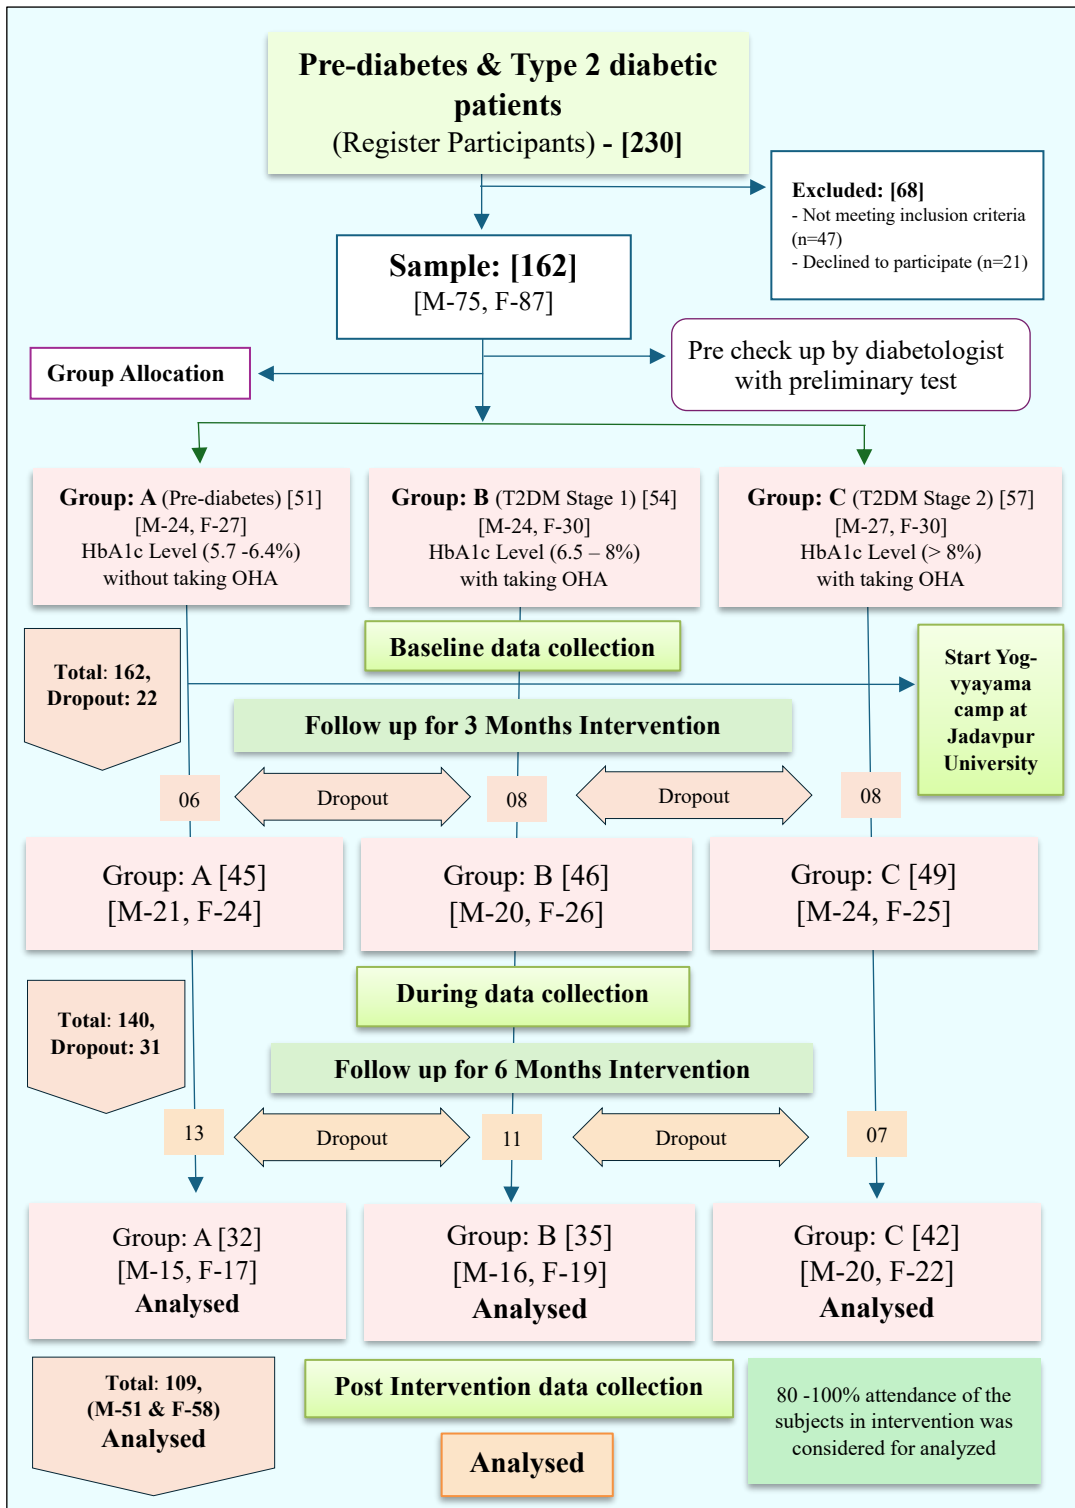 Pre-diabetes & Type 2 diabetic
patients
(Register Participants) - [230]
Excluded: [68]
- Not meeting inclusion criteria
(n=47)
- Declined to participate (n=21)
Sample: [162]
[M-75, F-87]
Group Allocation
Pre check up by diabetologist
with preliminary test
Group: A (Pre-diabetes) [51]
[M-24, F-27]
HbA1c Level (5.7 -6.4%)
without taking OHA
Group: B (T2DM Stage 1) [54]
[M-24, F-30]
HbA1c Level (6.5 – 8%)
with taking OHA
Group: C (T2DM Stage 2) [57]
[M-27, F-30]
HbA1c Level (> 8%)
with taking OHA
Total: 162,
Dropout: 22
Baseline data collection
Start Yog-
vyayama
camp at
Jadavpur
University
Follow up for 3 Months Intervention
06
Dropout
08
Dropout
08
Group: A [45]
[M-21, F-24]
Group: B [46]
[M-20, F-26]
Group: C [49]
[M-24, F-25]
During data collection
Total: 140,
Dropout: 31
Follow up for 6 Months Intervention
13
Dropout
11
Dropout
07
Group: A [32]
[M-15, F-17]
Analysed
Group: B [35]
[M-16, F-19]
Analysed
Group: C [42]
[M-20, F-22]
Analysed
Total: 109,
(M-51 & F-58)
Analysed
Post Intervention data collection
80 -100% attendance of the
subjects in intervention was
considered for analyzed
Analysed